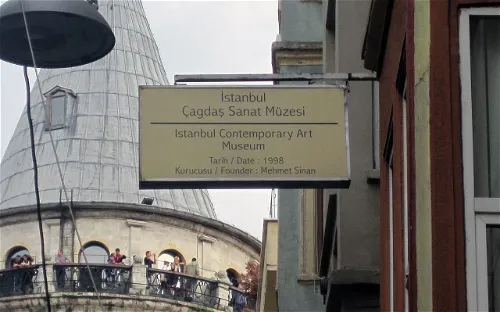 İstanbul
Çağdaş Sanat Müzesi
Istanbul Contemporary Art
Museum
Tarih / Date : 1998
Kurucusu / Founder : Mehmet Sinan